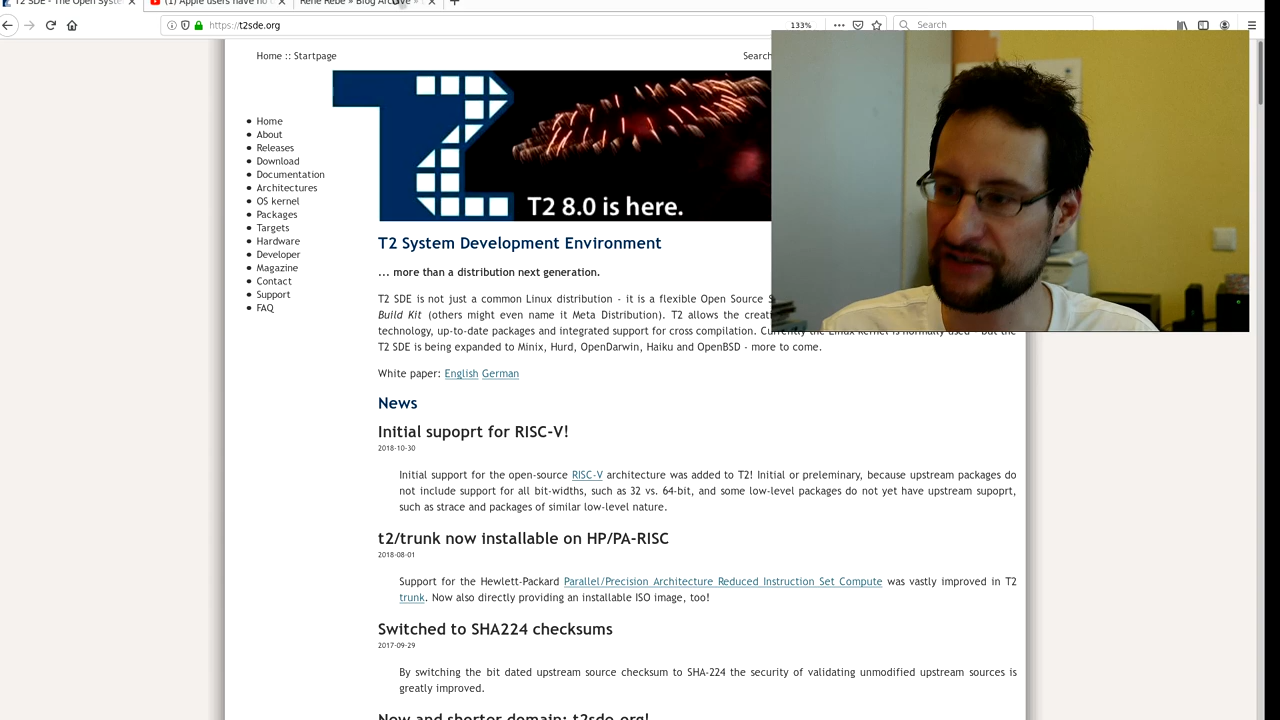 T2 SDE - The Open Syste
(1) Apple users have no
René Rebe » Blog Archive »
https://t2sde.org
133%
Search
Home :: Startpage
Search
Home
About
Releases
Download
Documentation
Architectures
OS kernel
Packages
Targets
Hardware
Developer
Magazine
Contact
Support
FAQ
T2 8.0 is here.
T2 System Development Environment
... more than a distribution next generation.
T2 SDE is not just a common Linux distribution - it is a flexible Open Source
Build Kit (others might even name it Meta Distribution). T2 allows the
technology, up-to-date packages and integrated support for cross compilation. Currently the Linux kernel is normally used - but the
T2 SDE is being expanded to Minix, Hurd, OpenDarwin, Haiku and OpenBSD - more to come.
White paper: English German
News
Initial supoprt for RISC-V!
2018-10-30
Initial support for the open-source RISC-V architecture was added to T2! Initial or preleminary, because upstream packages do
not include support for all bit-widths, such as 32 vs. 64-bit, and some low-level packages do not yet have upstream supoprt,
such as strace and packages of similar low-level nature.
t2/trunk now installable on HP/PA-RISC
2018-08-01
Support for the Hewlett-Packard Parallel/Precision Architecture Reduced Instruction Set Compute was vastly improved in T2
trunk. Now also directly providing an installable ISO image, too!
Switched to SHA224 checksums
2017-09-29
By switching the bit dated upstream source checksum to SHA-224 the security of validating unmodified upstream sources is
greatly improved.
Now and shorter domain: t2sde.org!